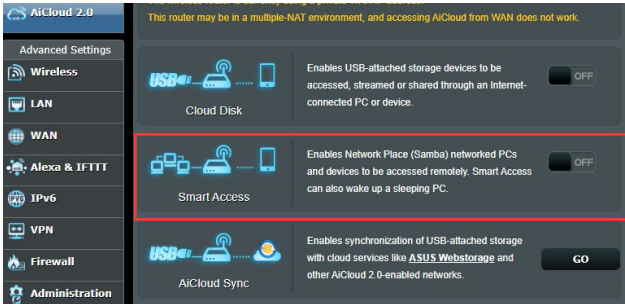 AiCloud 2.0
This router may be in a multiple-NAT environment, and accessing AiCloud from WAN does not work.
Advanced Settings
Wireless
LAN
WAN
Alexa & IFTTT
IPv6
VPN
Firewall
Administration
USB
Cloud Disk
Enables USB-attached storage devices to be
accessed, streamed or shared through an Internet-
connected PC or device.
OFF
Smart Access
Enables Network Place (Samba) networked PCs
and devices to be accessed remotely. Smart Access
can also wake up a sleeping PC.
OFF
USB
AiCloud Sync
Enables synchronization of USB-attached storage
with cloud services like ASUS Webstorage and
other AiCloud 2.0-enabled networks.
GO